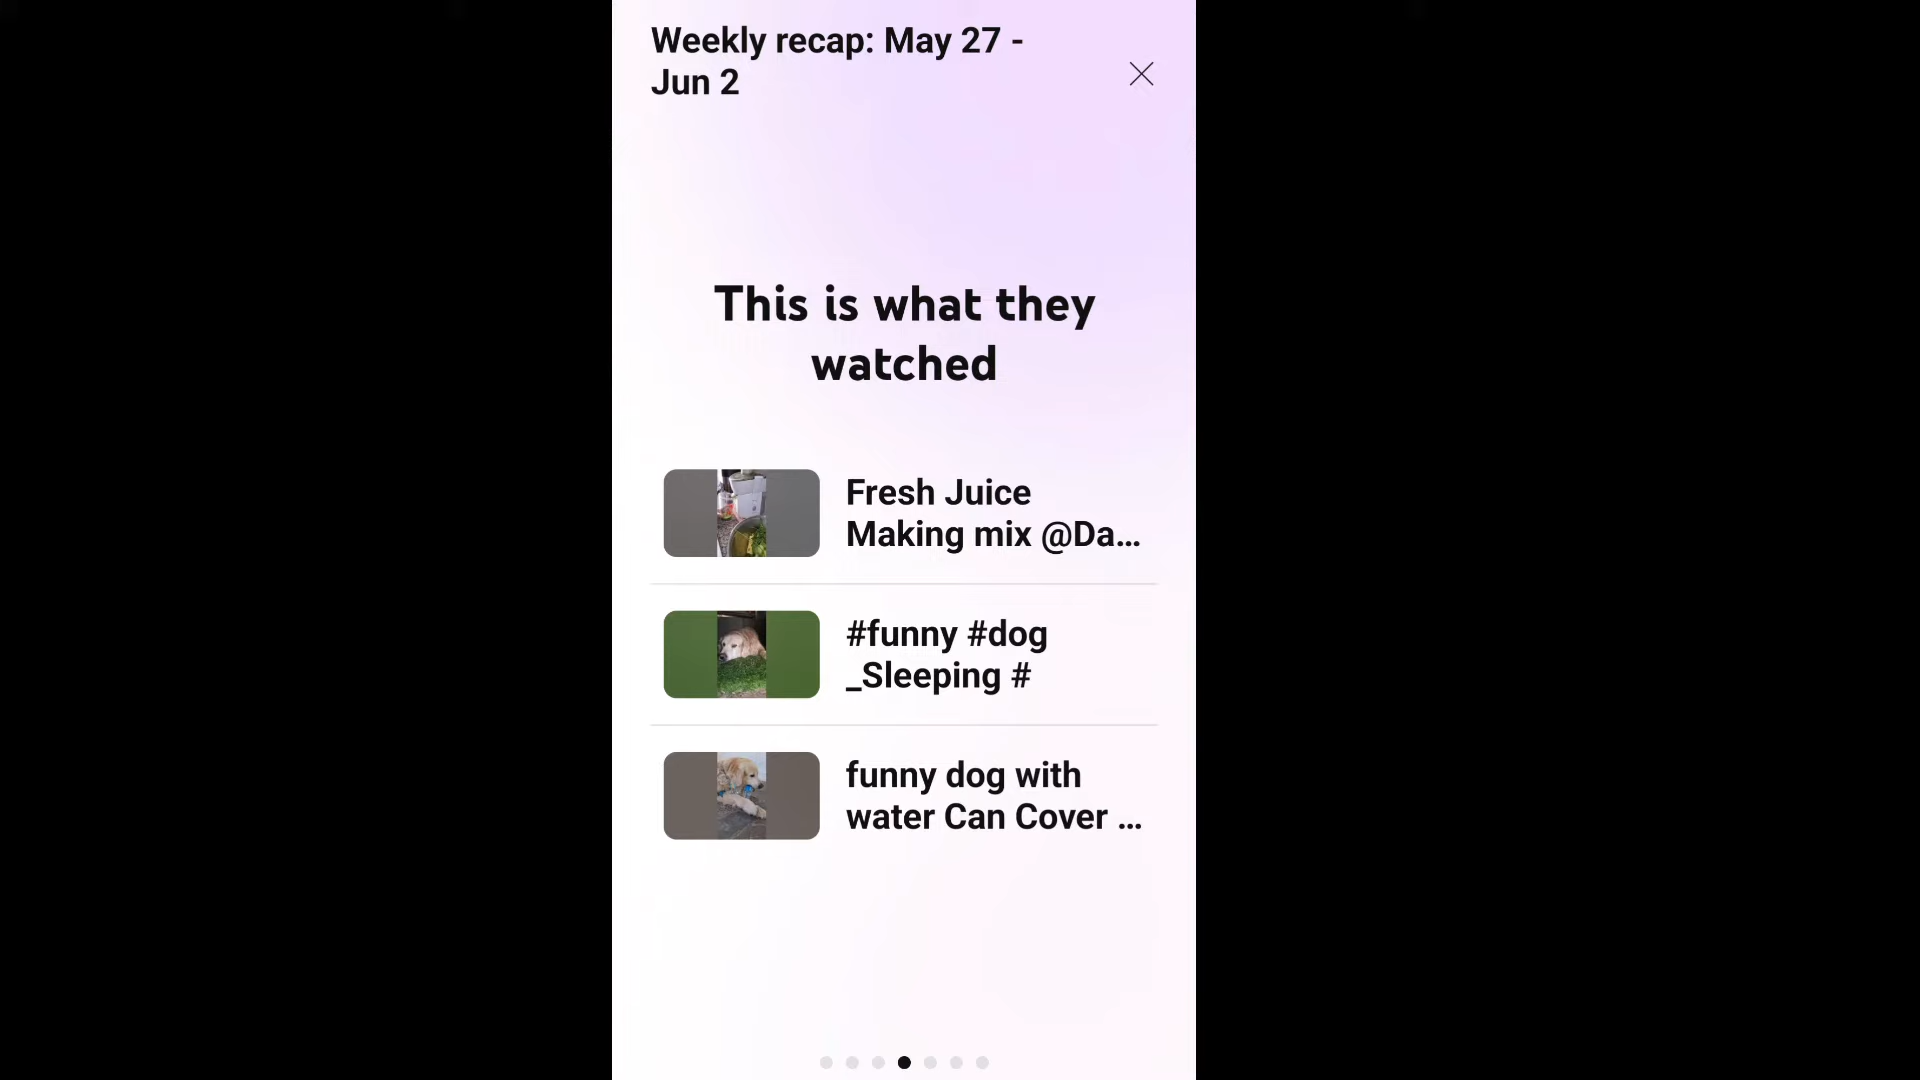 Weekly recap: May 27 -
Jun 2
This is what they
watched
Fresh Juice
Making mix @Da...
#funny #dog
_Sleeping #
funny dog with
water Can Cover ...